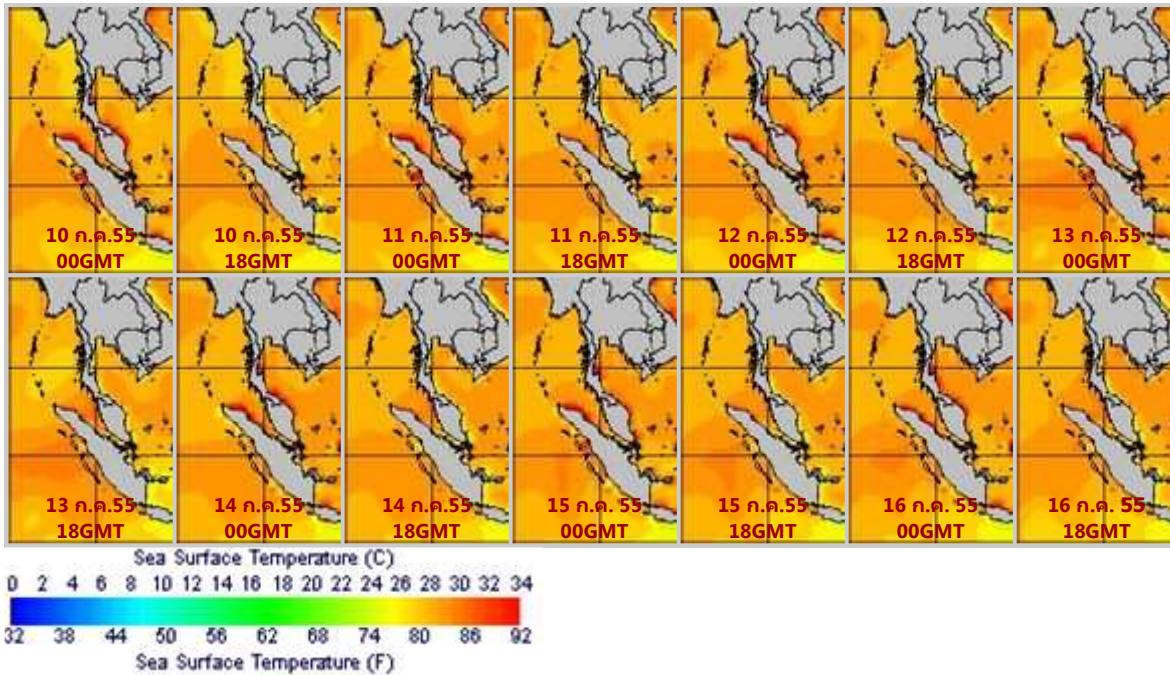 10 ก.ค.55
00GMT
10 ก.ค.55
18GMT
11 ก.ค.55
00GMT
11 ก.ค.55
18GMT
12 ก.ค.55
00GMT
12 ก.ค.55
18GMT
13 ก.ค.55
00GMT
13 ก.ค.55
18GMT
14 ก.ค.55
00GMT
14 ก.ค.55
18GMT
15 ก.ค. 55
00GMT
15 ก.ค.55
18GMT
16 ก.ค. 55
00GMT
16 ก.ค. 55
18GMT
Sea Surface Temperature (C)
0 2 4 6 8 10 12 14 16 18 20 22 24 26 28 30 32 34
32 38 44 50 56 62 68 74 80 86 92
Sea Surface Temperature (F)